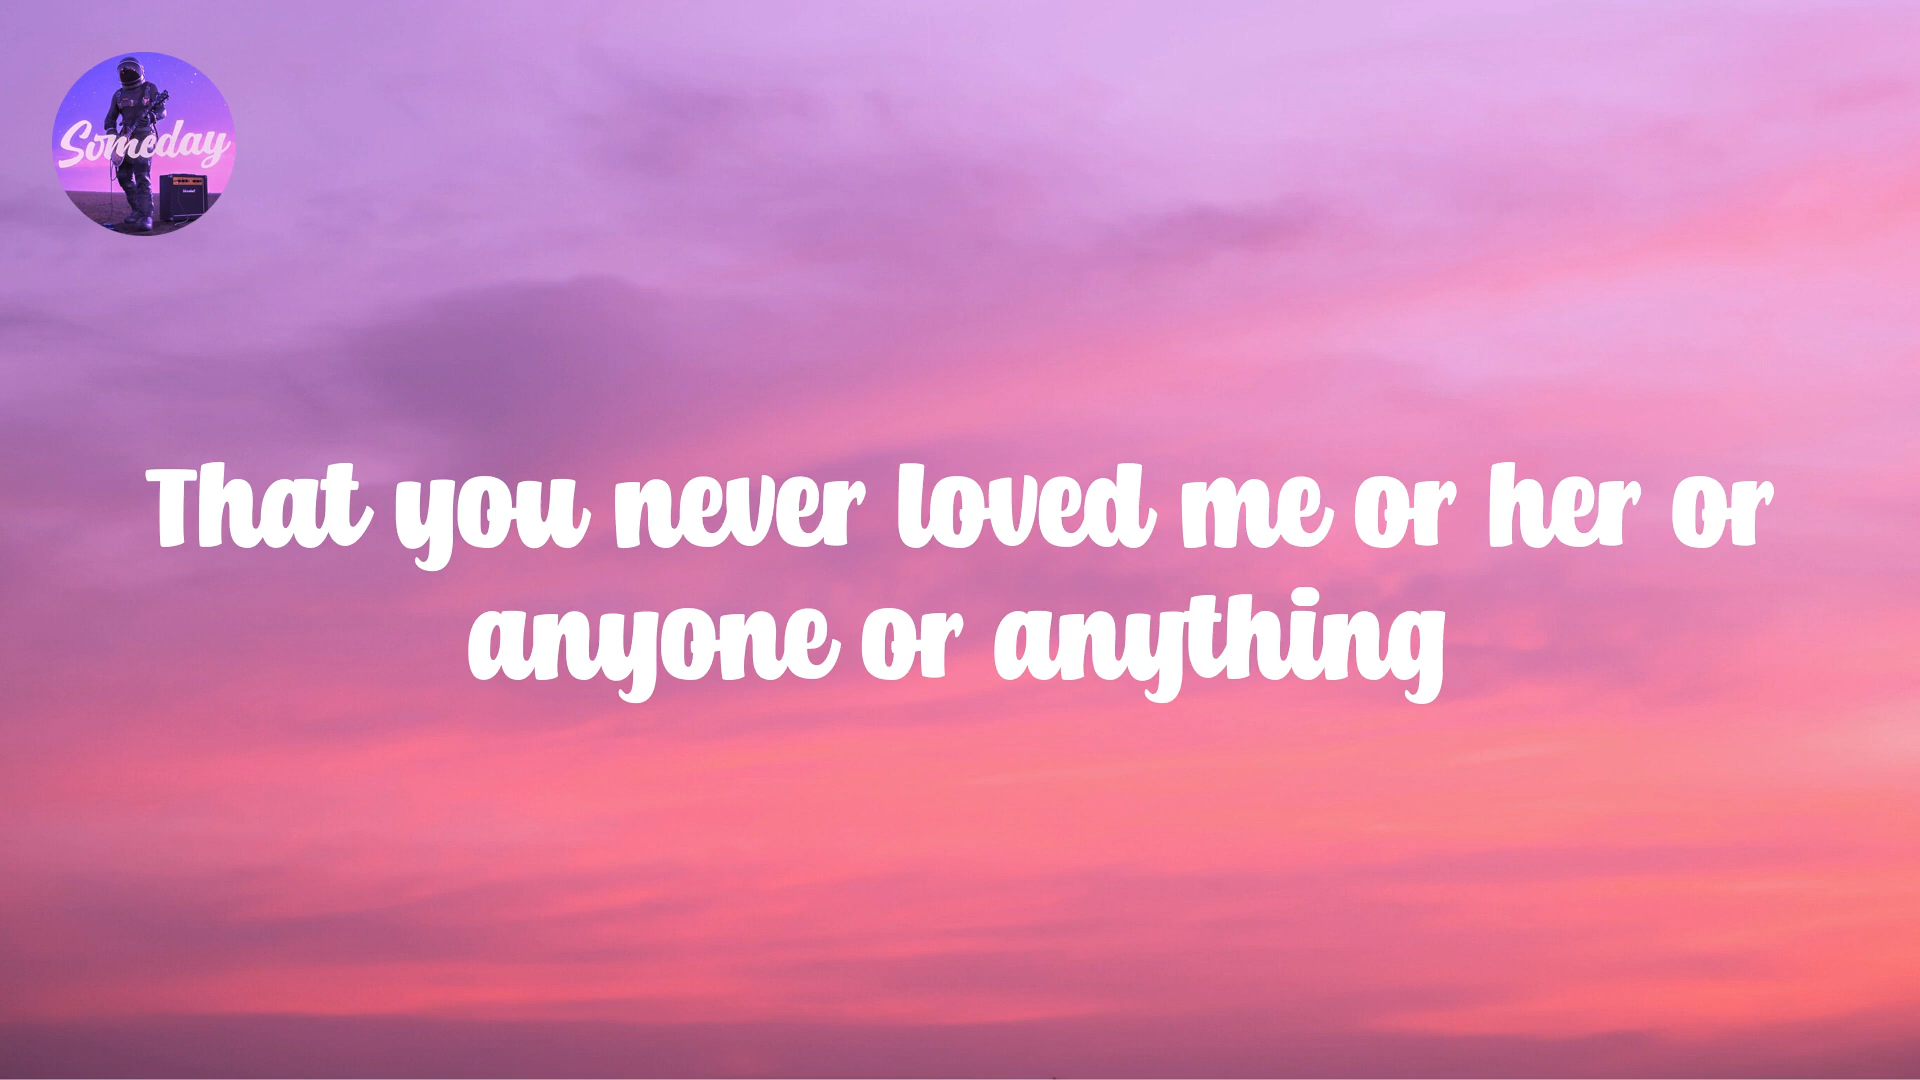 Someday
That you never loved me or her or
anyone or anything